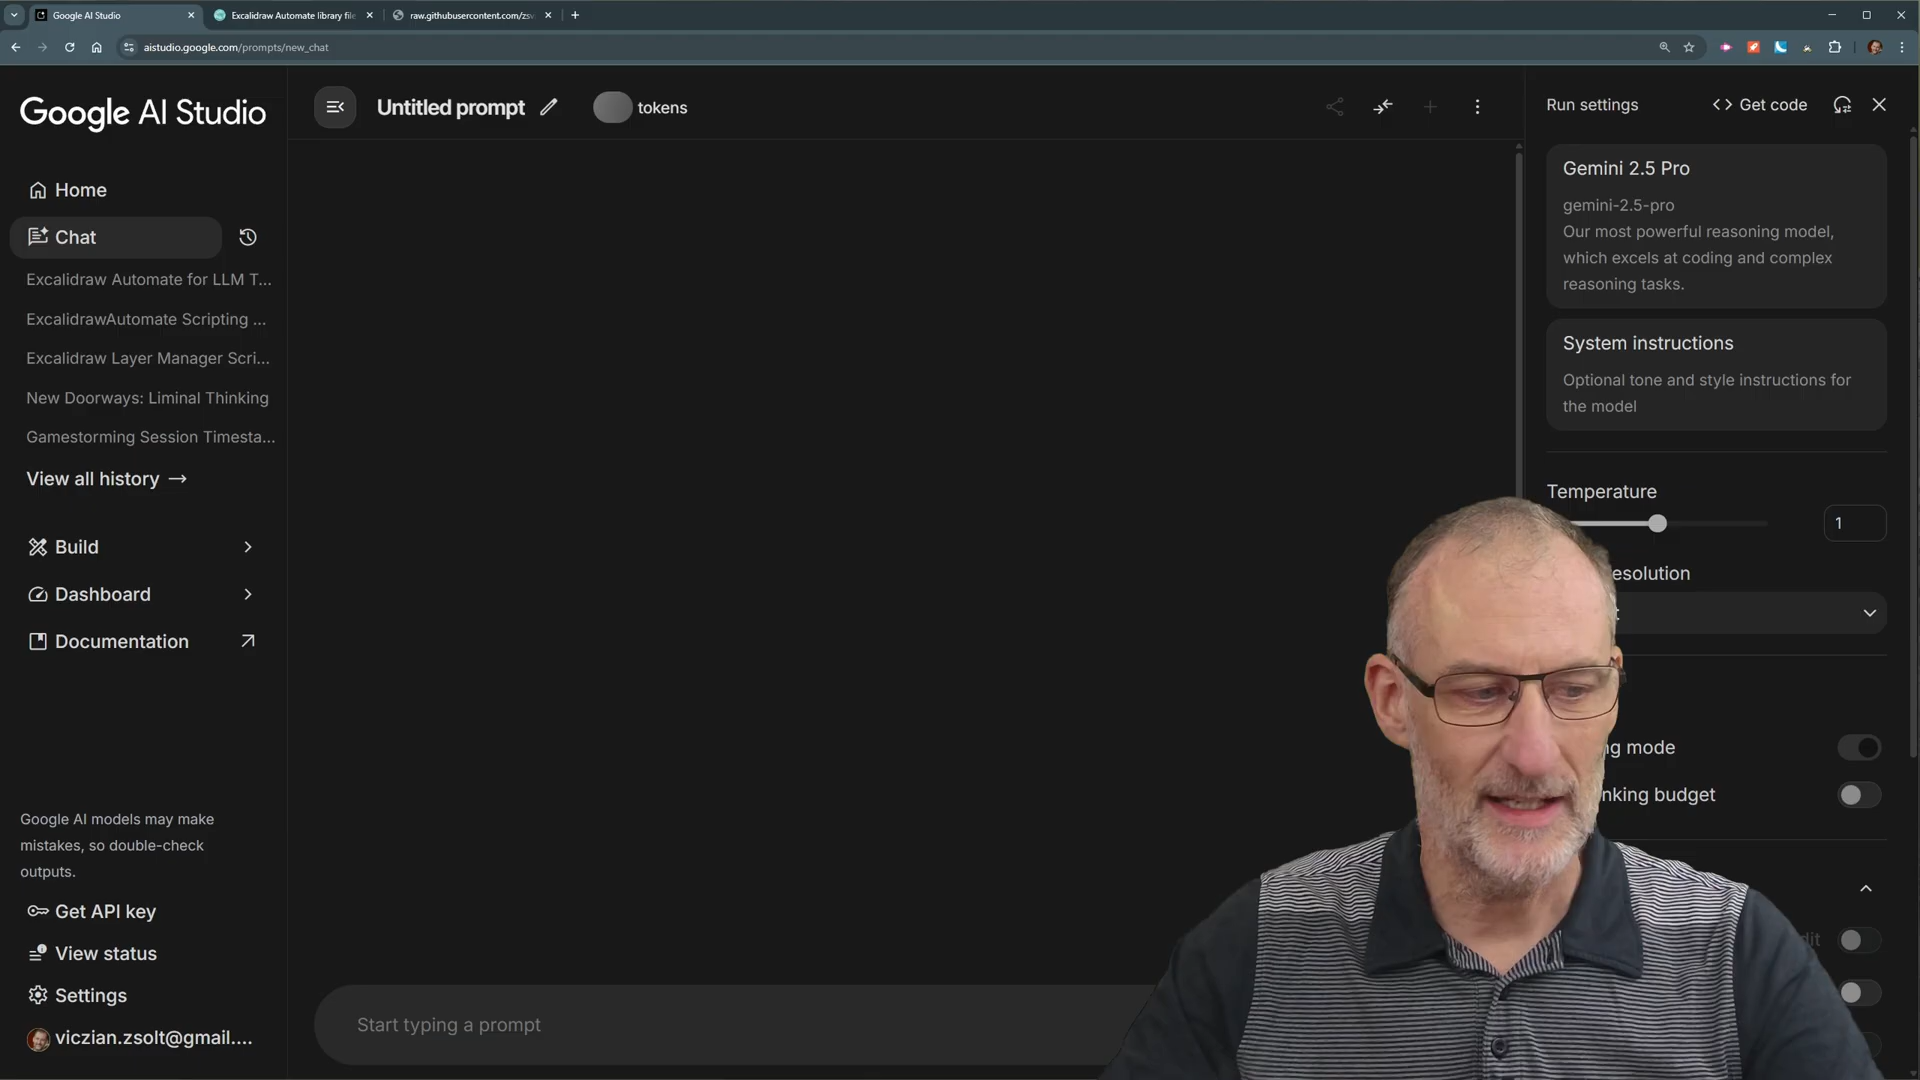 Google AI Studio
Excalidraw Automate library file
raw.githubusercontent.com/zsv
aistudio.google.com/prompts/new_chat
Google AI Studio
Untitled prompt
tokens
Run settings
Get code
Home
Chat
Excalidraw Automate for LLM T...
ExcalidrawAutomate Scripting ...
Excalidraw Layer Manager Scri...
New Doorways: Liminal Thinking
Gamestorming Session Timesta...
View all history
Build
Dashboard
Documentation
Google AI models may make
mistakes, so double-check
outputs.
Get API key
View status
Settings
viczian.zsolt@gmail....
Start typing a prompt
Gemini 2.5 Pro
gemini-2.5-pro
Our most powerful reasoning model,
which excels at coding and complex
reasoning tasks.
System instructions
Optional tone and style instructions for
the model
Temperature
1
esolution
t
g mode
nking budget
dit